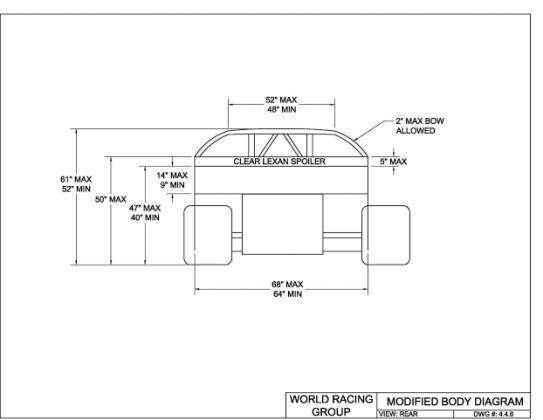 52" MAX
48" MIN
2" MAX BOW
ALLOWED
CLEAR LEXAN SPOILER
5" MAX
61" MAX
52" MIN
14" MAX
9" MIN
50" MAX
47" MAX
40" MIN
68" MAX
64" MIN
WORLD RACING
GROUP
MODIFIED BODY DIAGRAM
VIEW: REAR
DWG #: 4.4.6